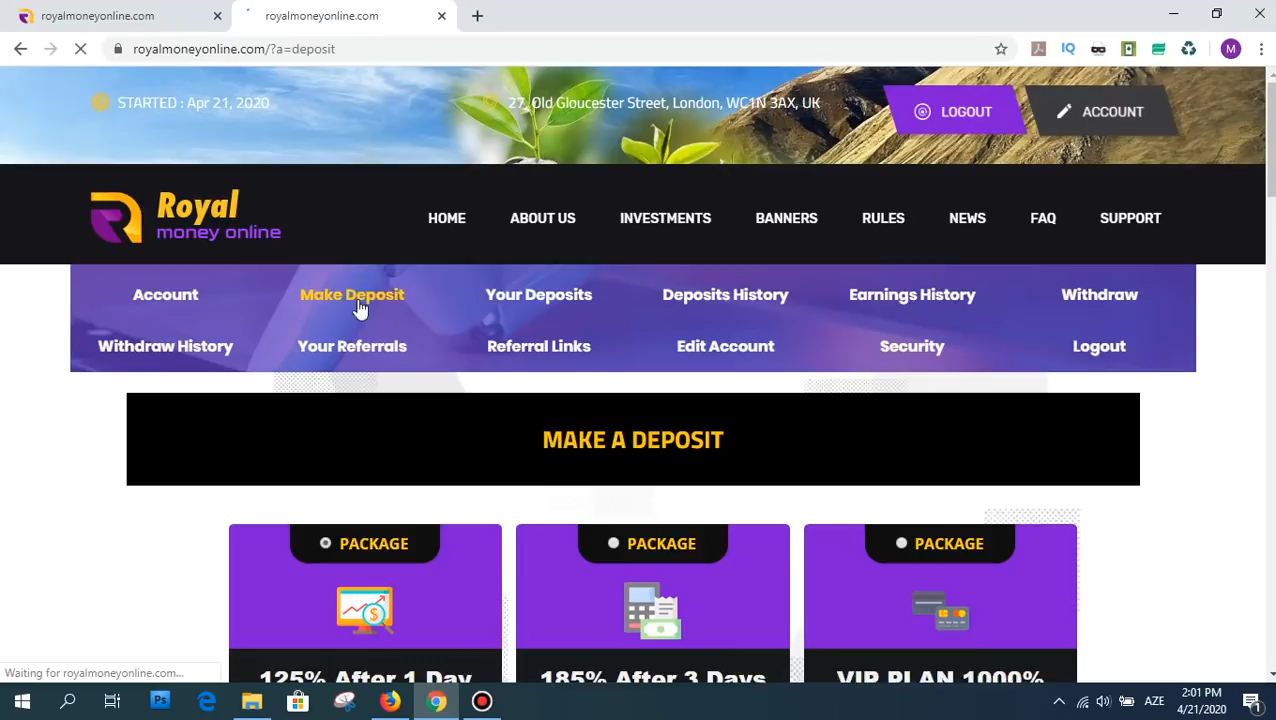 royalmoneyonline.com
royalmoneyonline.com
royalmoneyonline.com/?a=deposit
IQ
M
STARTED : Apr 21, 2020
27, Old Gloucester Street, London, WC1N 3AX, UK
LOGOUT
ACCOUNT
Royal
money online
HOME ABOUT US INVESTMENTS BANNERS RULES NEWS FAQ SUPPORT
Account Make Deposit Your Deposits Deposits History Earnings History Withdraw
Withdraw History Your Referrals Referral Links Edit Account Security Logout
MAKE A DEPOSIT
PACKAGE PACKAGE PACKAGE
125% After 1 Day 185% After 3 Days VIP PLAN 1000%
Waiting for royalmoneyonline.com...
Ps
AZE
2:01 PM
4/21/2020
1